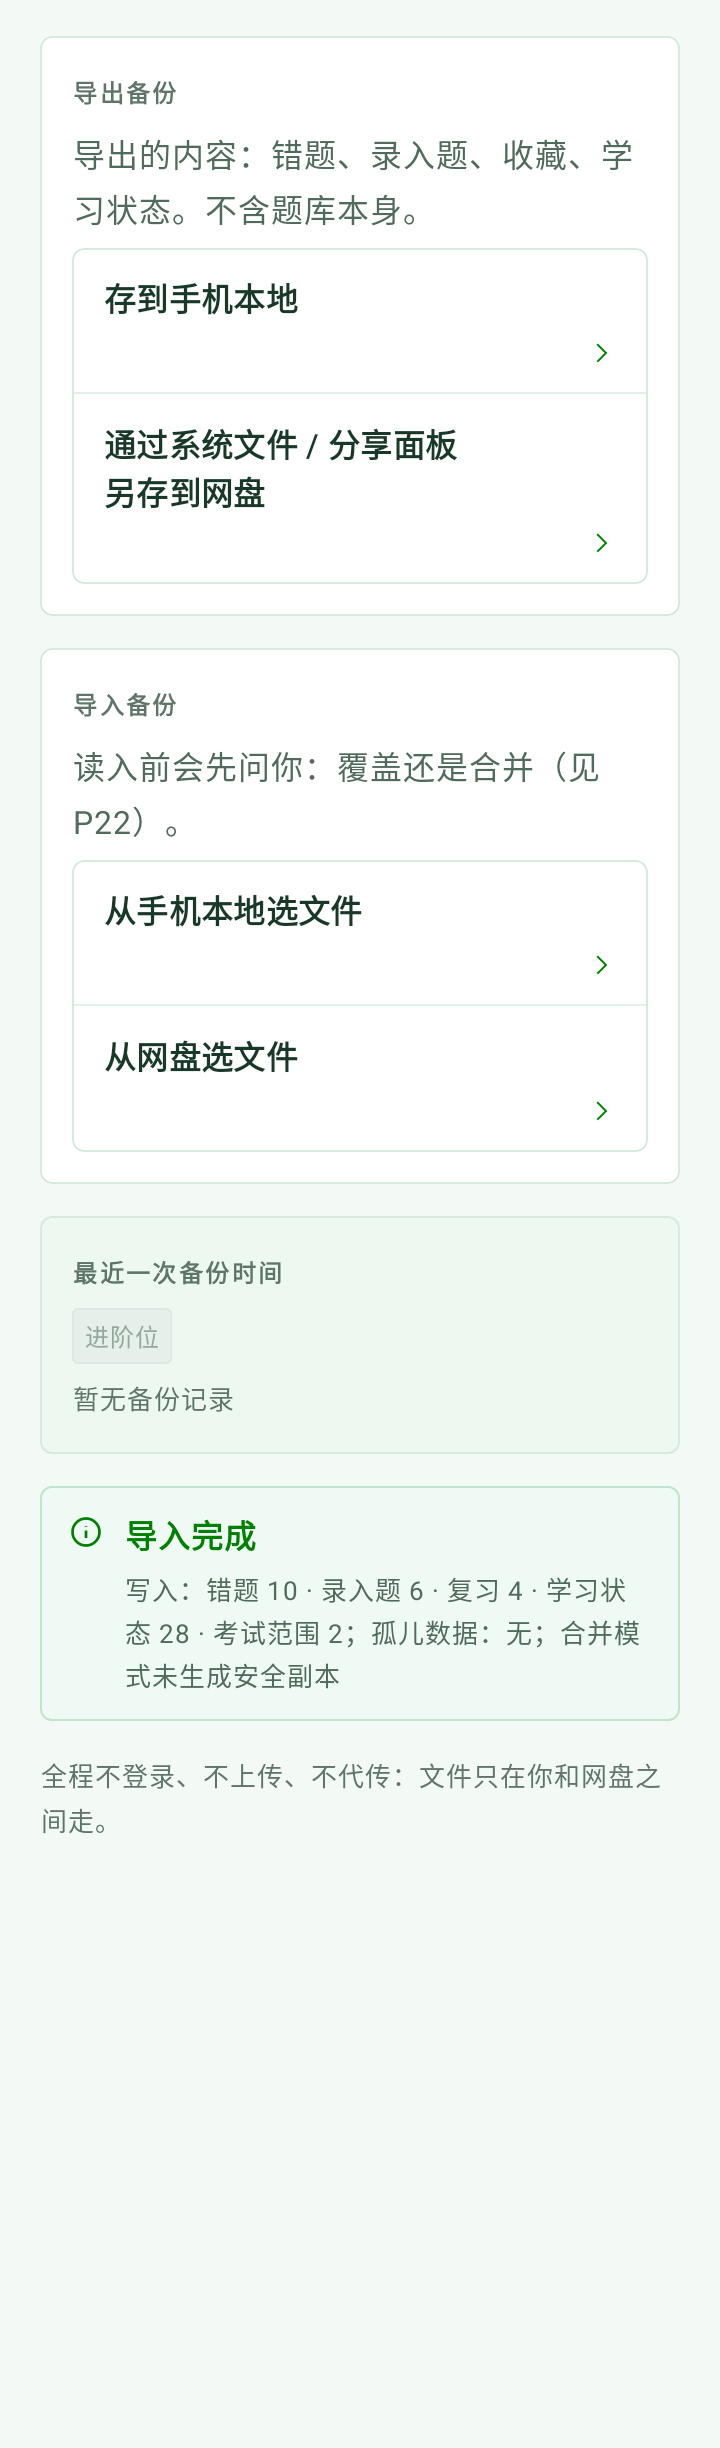 导出备份
导出的内容：错题、录入题、收藏、学
习状态。不含题库本身。
存到手机本地
通过系统文件 / 分享面板
另存到网盘
导入备份
读入前会先问你：覆盖还是合并（见
P22）。
从手机本地选文件
从网盘选文件
最近一次备份时间
进阶位
暂无备份记录
导入完成
写入：错题 10 · 录入题 6 · 复习 4 · 学习状
态 28 · 考试范围 2；孤儿数据：无；合并模
式未生成安全副本
全程不登录、不上传、不代传：文件只在你和网盘之
间走。